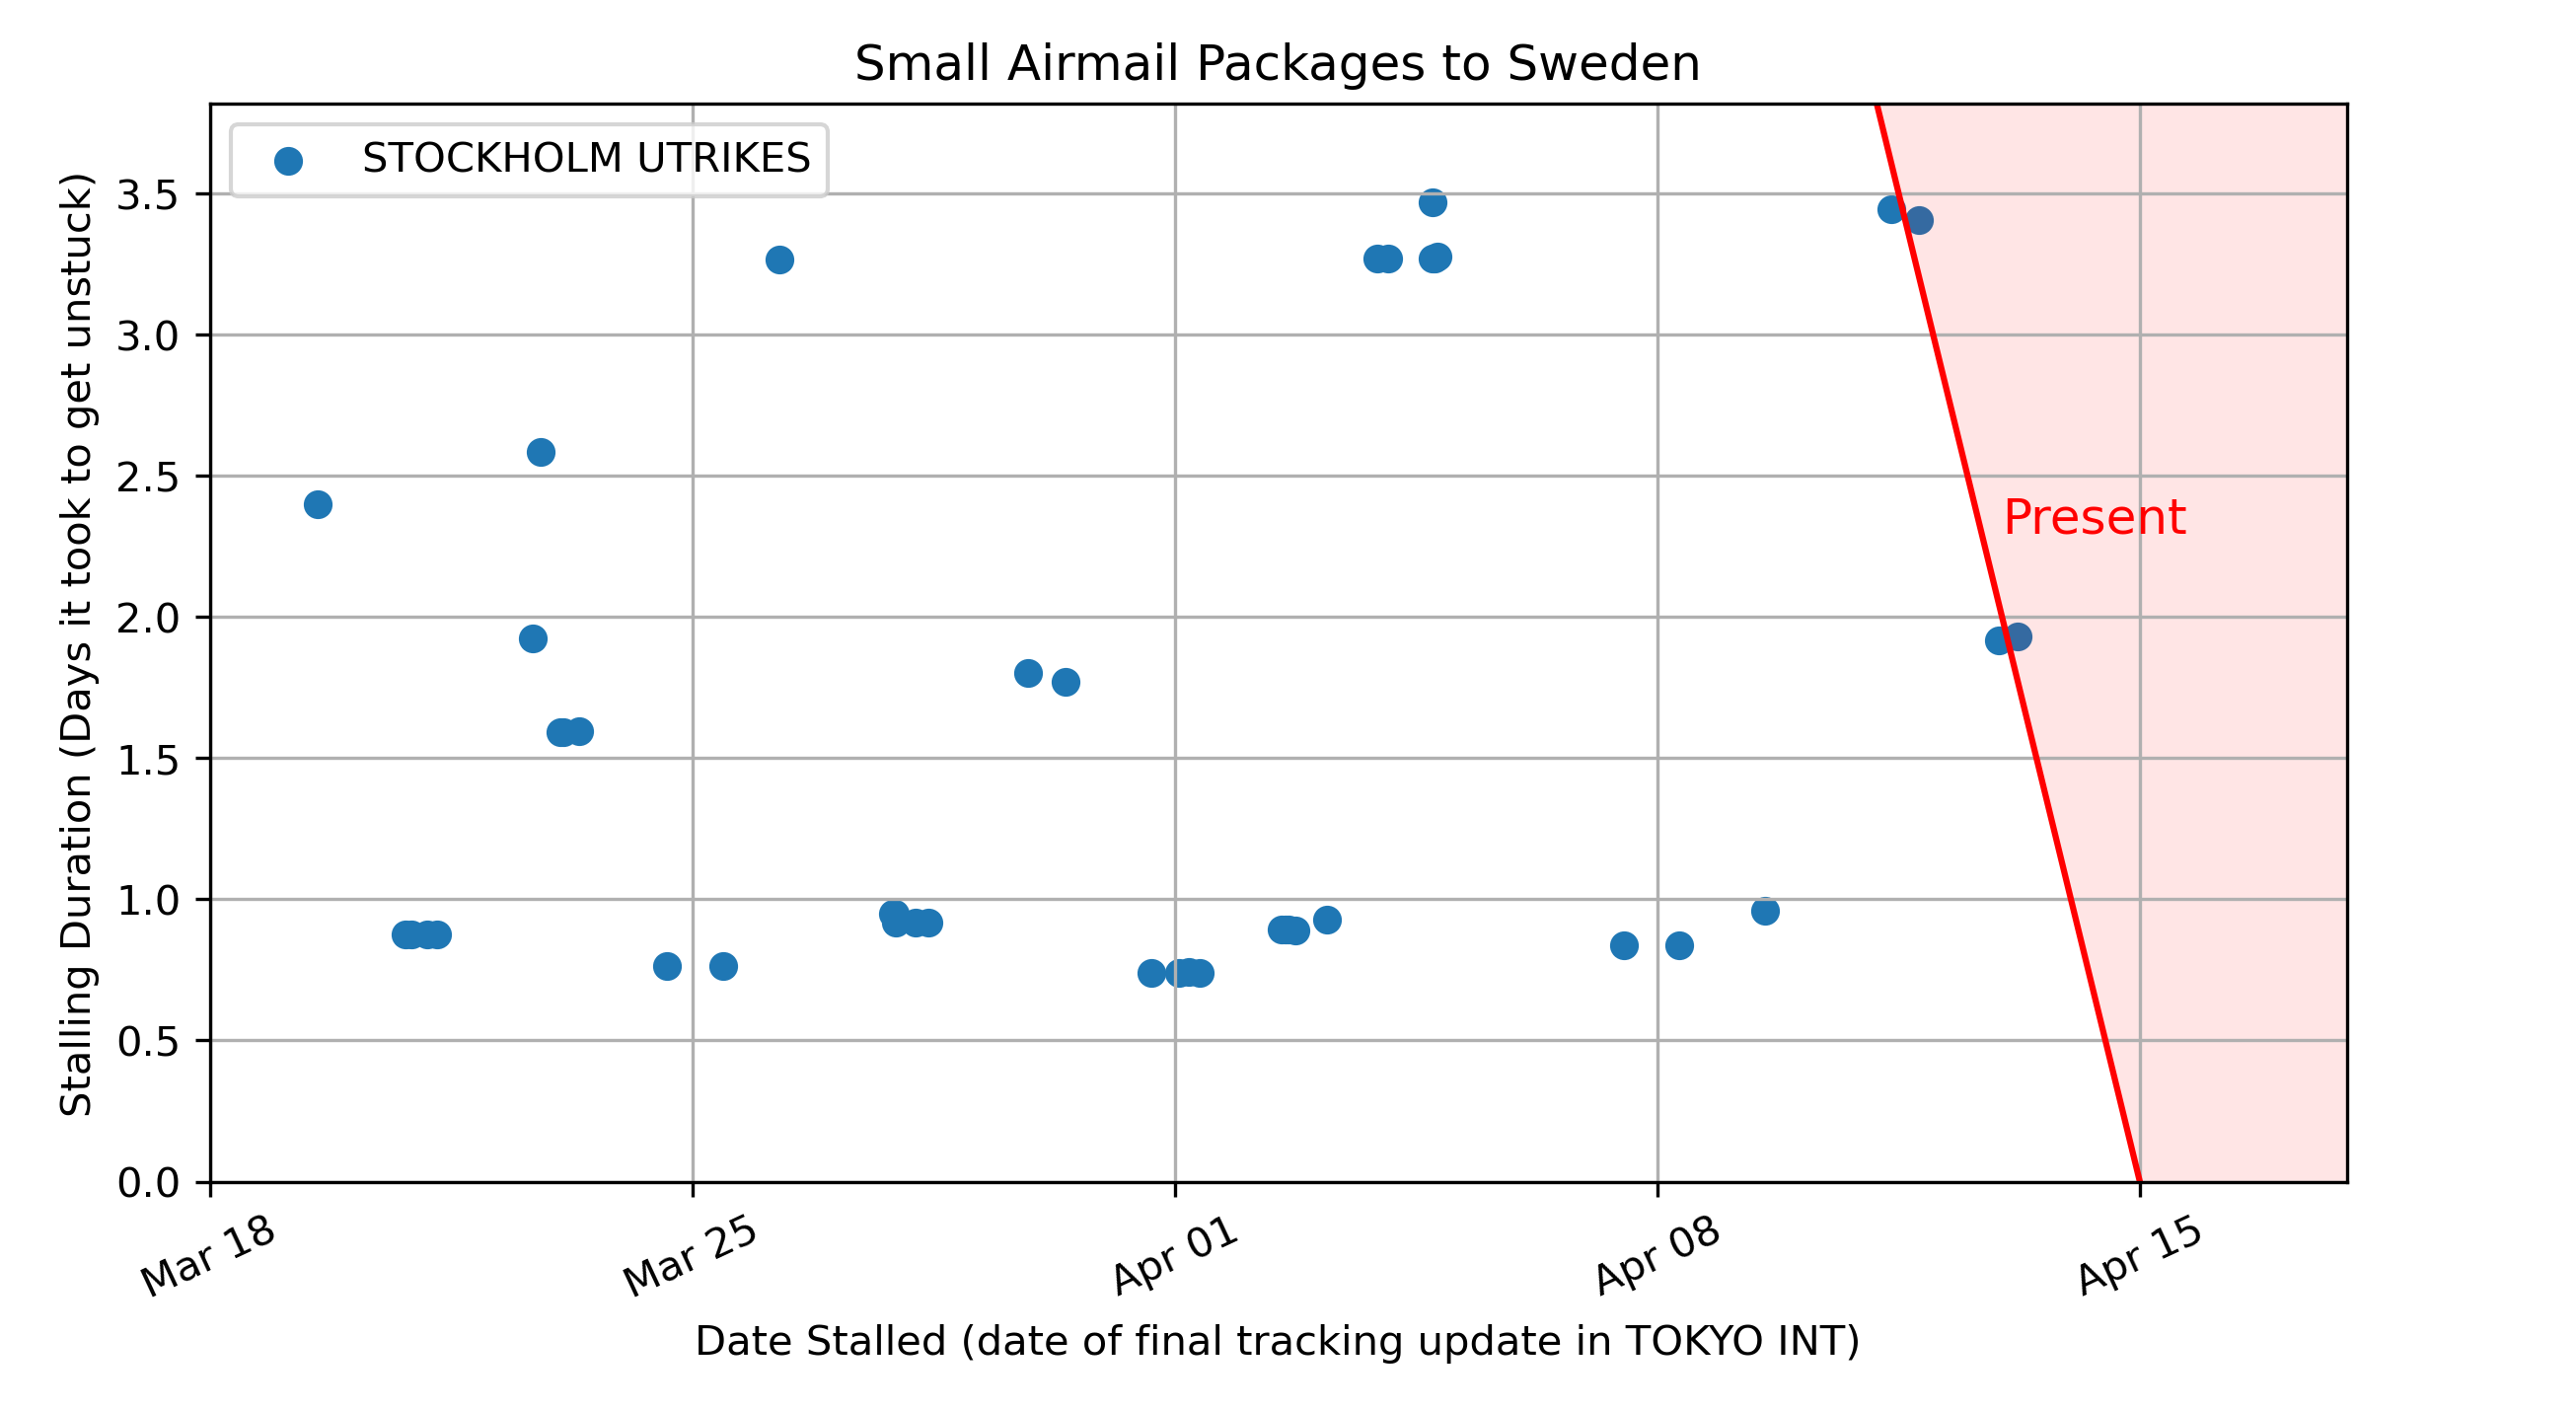 Small Airmail Packages to Sweden
STOCKHOLM UTRIKES
Stalling Duration (Days it took to get unstuck)
3.5
3.0
2.5
2.0
1.5
1.0
0.5
0.0
Present
Mar 18
Mar 25
Apr 01
Apr 08
Apr 15
Date Stalled (date of final tracking update in TOKYO INT)